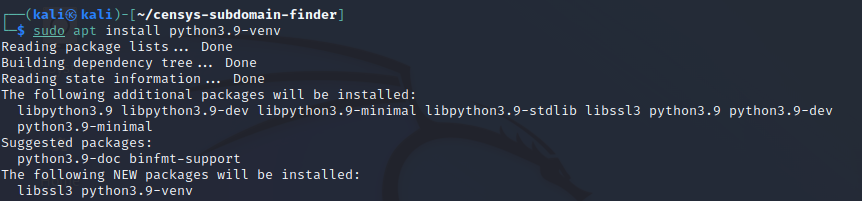 ┌──(kali㉿kali)-[~/censys-subdomain-finder]
└─$ sudo apt install python3.9-venv
Reading package lists... Done
Building dependency tree... Done
Reading state information... Done
The following additional packages will be installed:
  libpython3.9 libpython3.9-dev libpython3.9-minimal libpython3.9-stdlib libssl3 python3.9 python3.9-dev
  python3.9-minimal
Suggested packages:
  python3.9-doc binfmt-support
The following NEW packages will be installed:
  libssl3 python3.9-venv